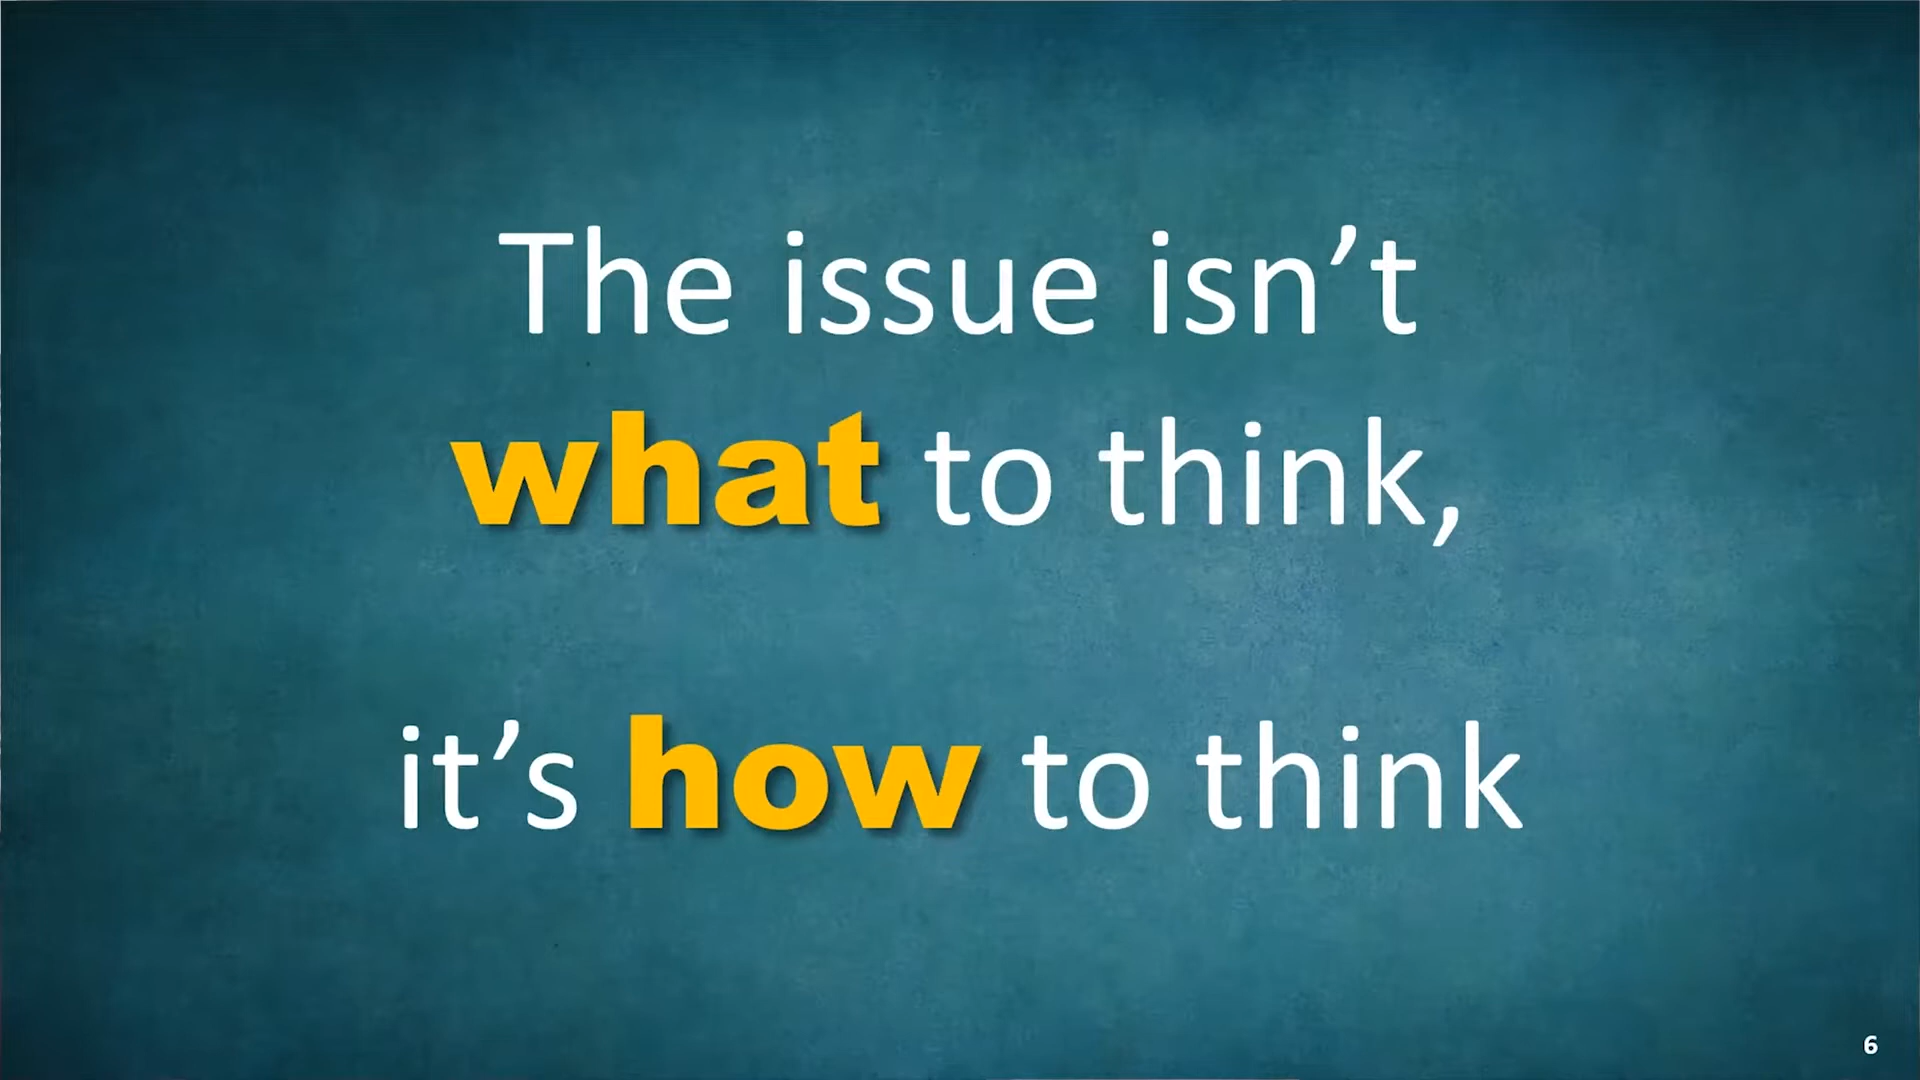 The issue isn’t
what to think,
it’s how to think
6